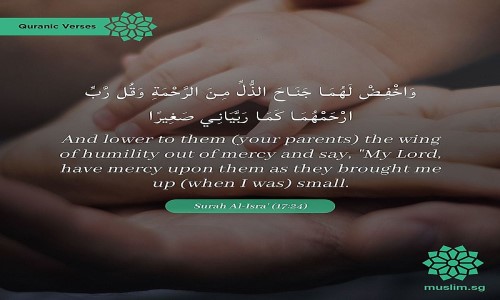 Quranic Verses
وَاخْفِضْ لَهُمَا جَنَاحَ الذُّلِّ مِنَ الرَّحْمَةِ وَقُل رَّبِّ
ارْحَمْهُمَا كَمَا رَبَّيَانِي صَغِيرًا
And lower to them (your parents) the wing
of humility out of mercy and say, "My Lord,
have mercy upon them as they brought me
up (when I was) small.
Surah Al-Isra' (17:24)
muslim.sg